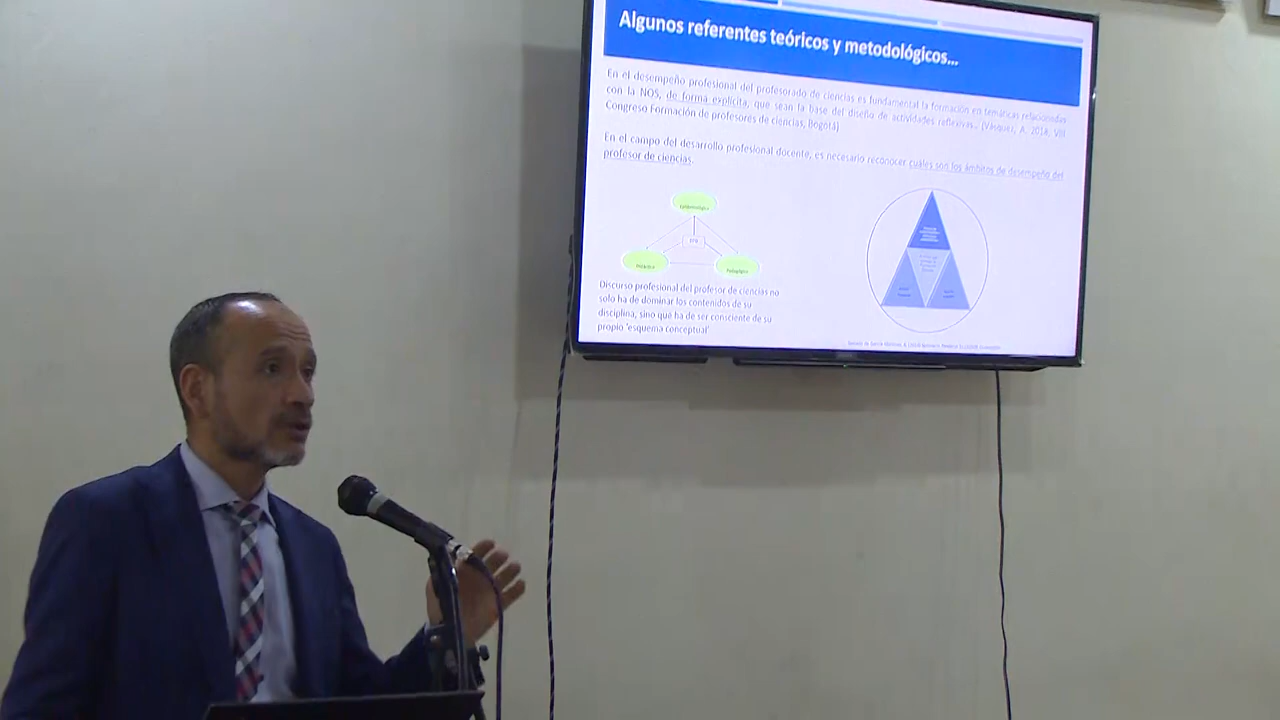 Algunos referentes teóricos y metodológicos...
En el desempeño profesional del profesorado de ciencias es fundamental la formación en temáticas relacionadas
con la NOS, de forma explícita, que sean la base del diseño de actividades reflexivas.. (Vásquez, A. 2018, VIII
Congreso Formación de profesores de ciencias, Bogotá)
En el campo del desarrollo profesional docente, es necesario reconocer cuáles son los ámbitos de desempeño del
profesor de ciencias.
Epistemológico
Didáctico
Pedagógico
Discurso profesional del profesor de ciencias no
solo ha de dominar los contenidos de su
disciplina, sino que ha de ser consciente de su
propio "esquema conceptual"